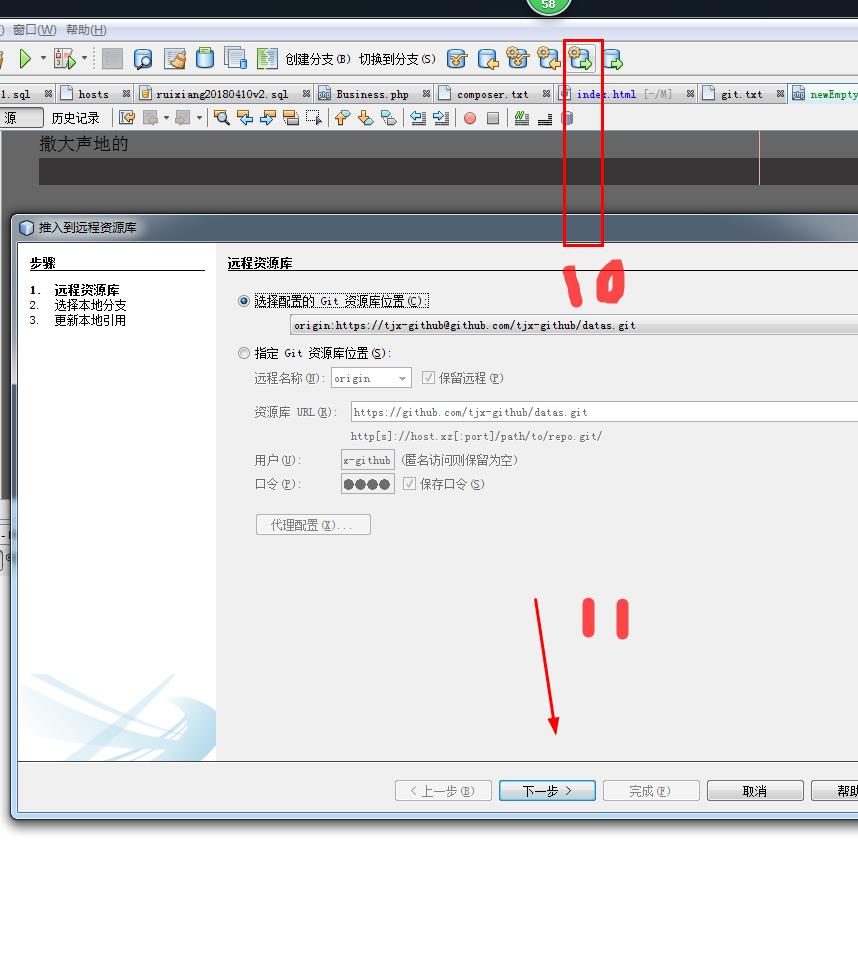 58
窗口(W) 帮助(H)
创建分支(B) 切换到分支(S)
1.sql hosts ruixiang20180410v2.sql Business.php composer.txt index.html [-/M] git.txt newEmpty
源 历史记录
撒大声地的
推入到远程资源库
步骤
1. 远程资源库
2. 选择本地分支
3. 更新本地引用
远程资源库
选择配置的 Git 资源库位置(C):
origin:https://tjx-github@github.com/tjx-github/datas.git
指定 Git 资源库位置(S):
远程名称(N): origin 保留远程(P)
资源库 URL(R): https://github.com/tjx-github/datas.git
http[s]://host.xz[:port]/path/to/repo.git/
用户(U): x-github (匿名访问则保留为空)
口令(P): ●●●● 保存口令(S)
代理配置(X)...
10
11
< 上一步(B) 下一步 > 完成(F) 取消 帮助